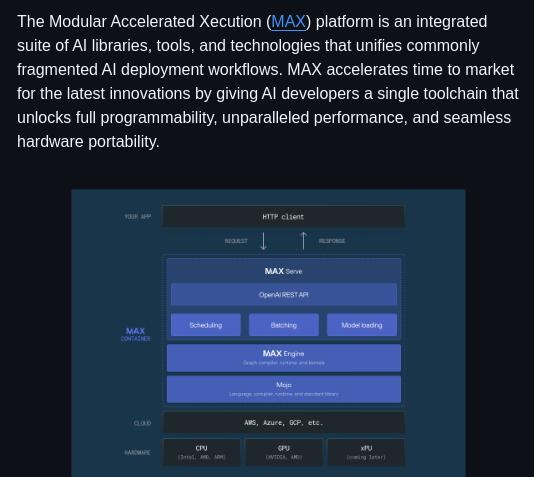 The Modular Accelerated Xecution (MAX) platform is an integrated
suite of AI libraries, tools, and technologies that unifies commonly
fragmented AI deployment workflows. MAX accelerates time to market
for the latest innovations by giving AI developers a single toolchain that
unlocks full programmability, unparalleled performance, and seamless
hardware portability.
YOUR APP
HTTP client
REQUEST
RESPONSE
MAX Serve
OpenAI REST API
Scheduling
Batching
Model loading
MAX
CONTAINER
MAX Engine
Graph compiler, runtime, and kernels
Mojo
Language, compiler, runtime, and standard library
CLOUD
AWS, Azure, GCP, etc.
HARDWARE
CPU
(Intel, AMD, ARM)
GPU
(NVIDIA, AMD)
xPU
(coming later)